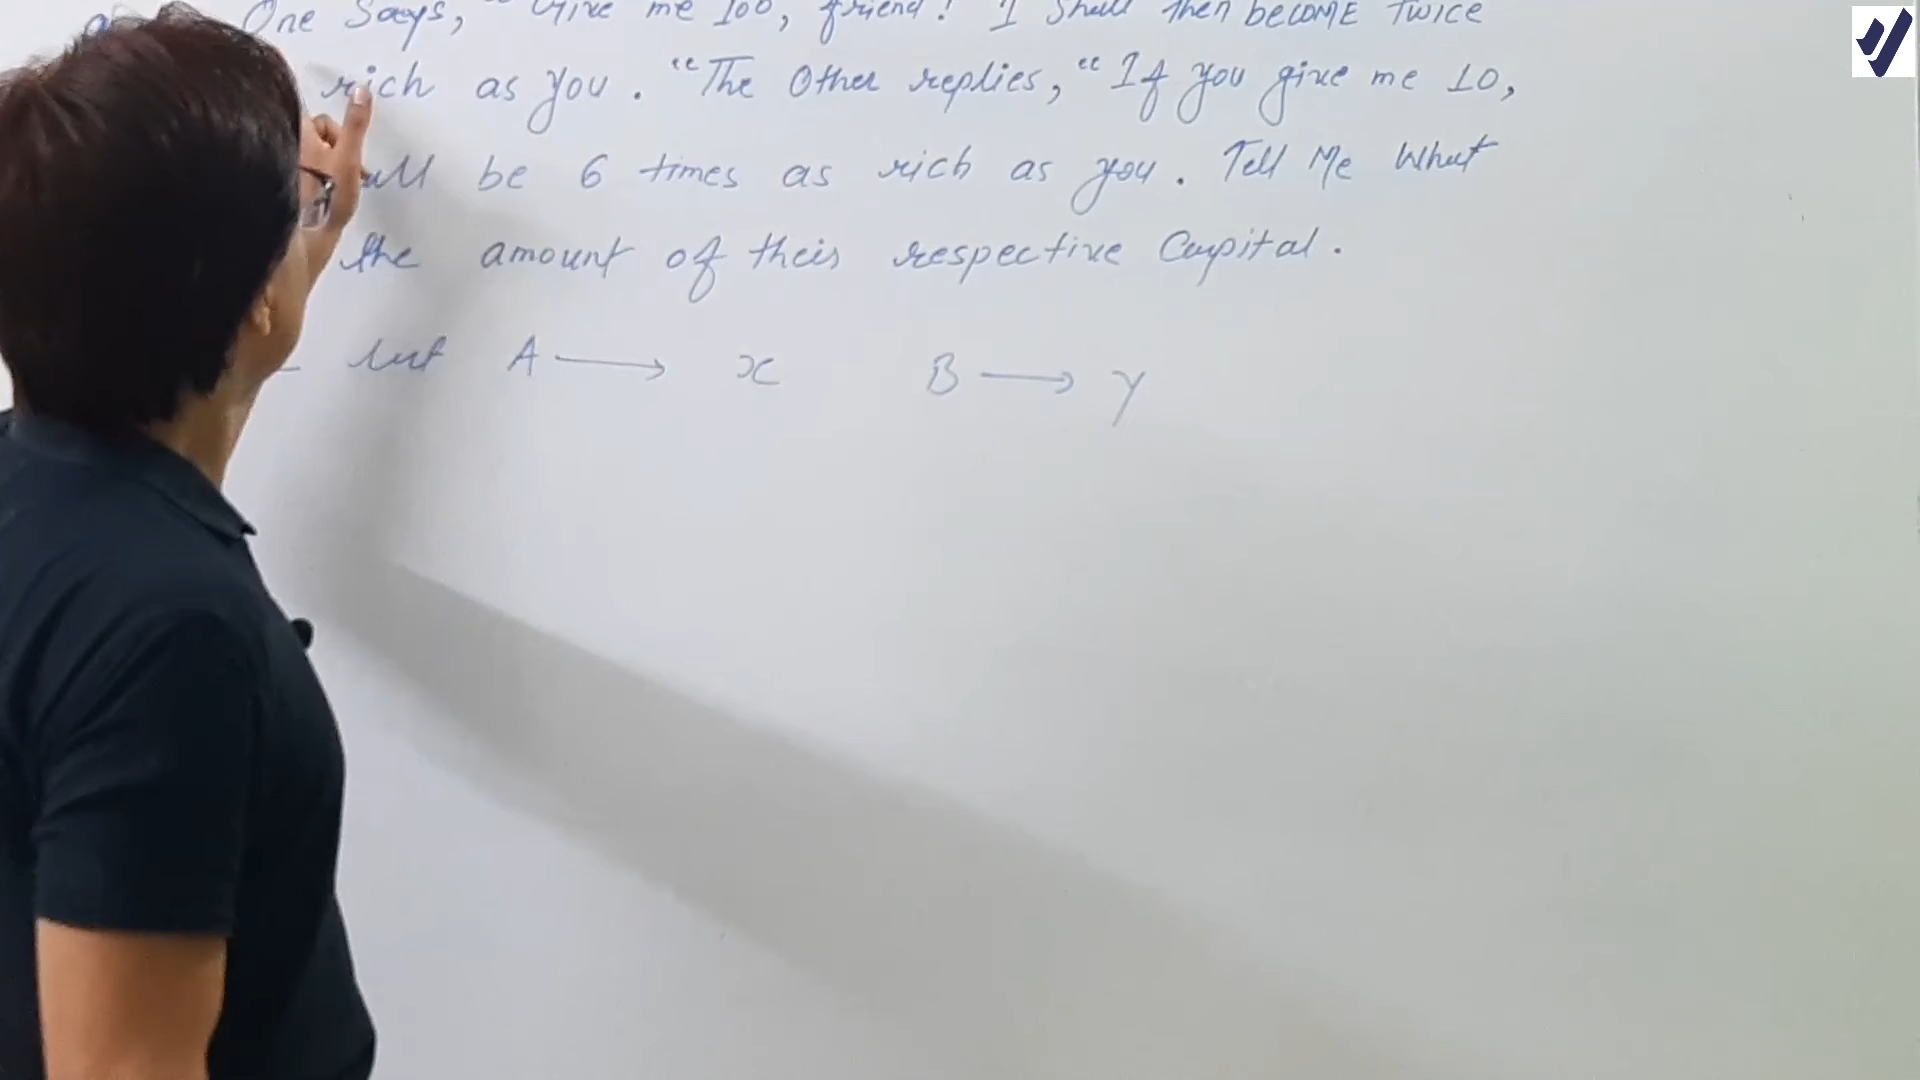 One Says, " Give me 100, friend! I Shall then become Twice
rich as you. "The Other replies, "If you give me 10,
be 6 times as rich as you. Tell Me What
the amount of their respective Capital.
let A → x B → y